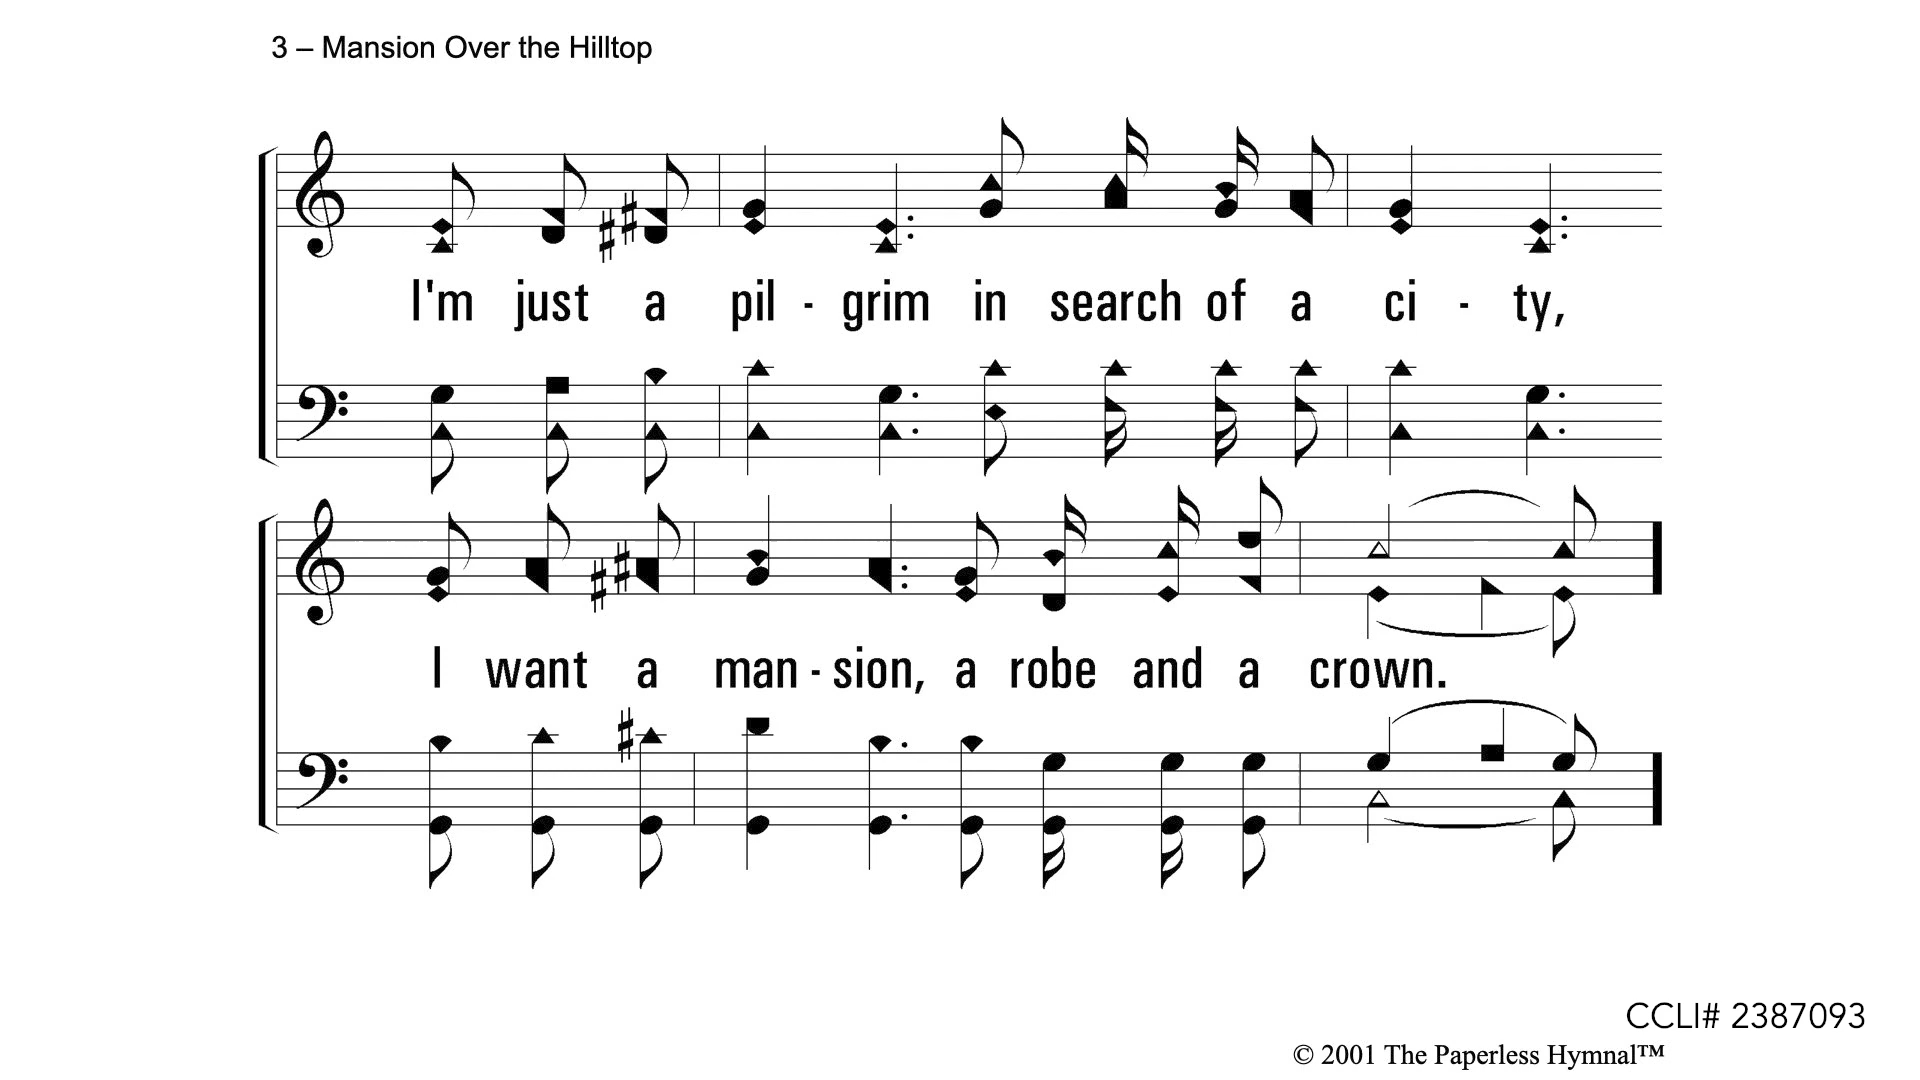 3 – Mansion Over the Hilltop
I'm just a pil - grim in search of a ci - ty,
I want a man - sion, a robe and a crown.
CCLI# 2387093
© 2001 The Paperless Hymnal™